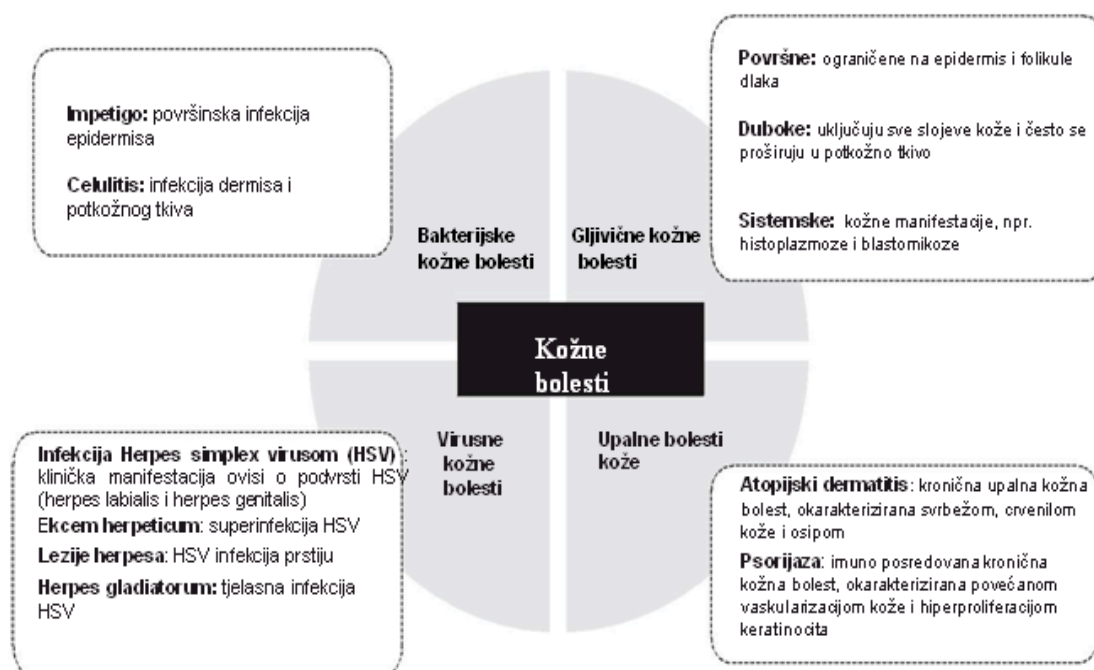 Impetigo: površinska infekcija
epidermisa
Celulitis: infekcija dermisa i
potkožnog tkiva
Površne: ograničene na epidermis i folikule
dlaka
Duboke: uključuju sve slojeve kože i često se
proširuju u potkožno tkivo
Sistemske: kožne manifestacije, npr.
histoplazmoze i blastomikoze
Bakterijske
kožne bolesti
Gljivične kožne
bolesti
Kožne
bolesti
Virusne
kožne
bolesti
Upalne bolesti
kože
Infekcija Herpes simplex virusom (HSV) :
klinička manifestacija ovisi o podvrsti HSV
(herpes labialis i herpes genitalis)
Ekcem herpeticum: superinfekcija HSV
Lezije herpesa: HSV infekcija prstiju
Herpes gladiatorum: tjelasna infekcija
HSV
Atopijski dermatitis: kronična upalna kožna
bolest, okarakterizirana svrbežom, crvenilom
kože i osipom
Psorijaza: imuno posredovana kronična
kožna bolest, okarakterizirana povećanom
vaskularizacijom kože i hiperproliferacijom
keratinocita